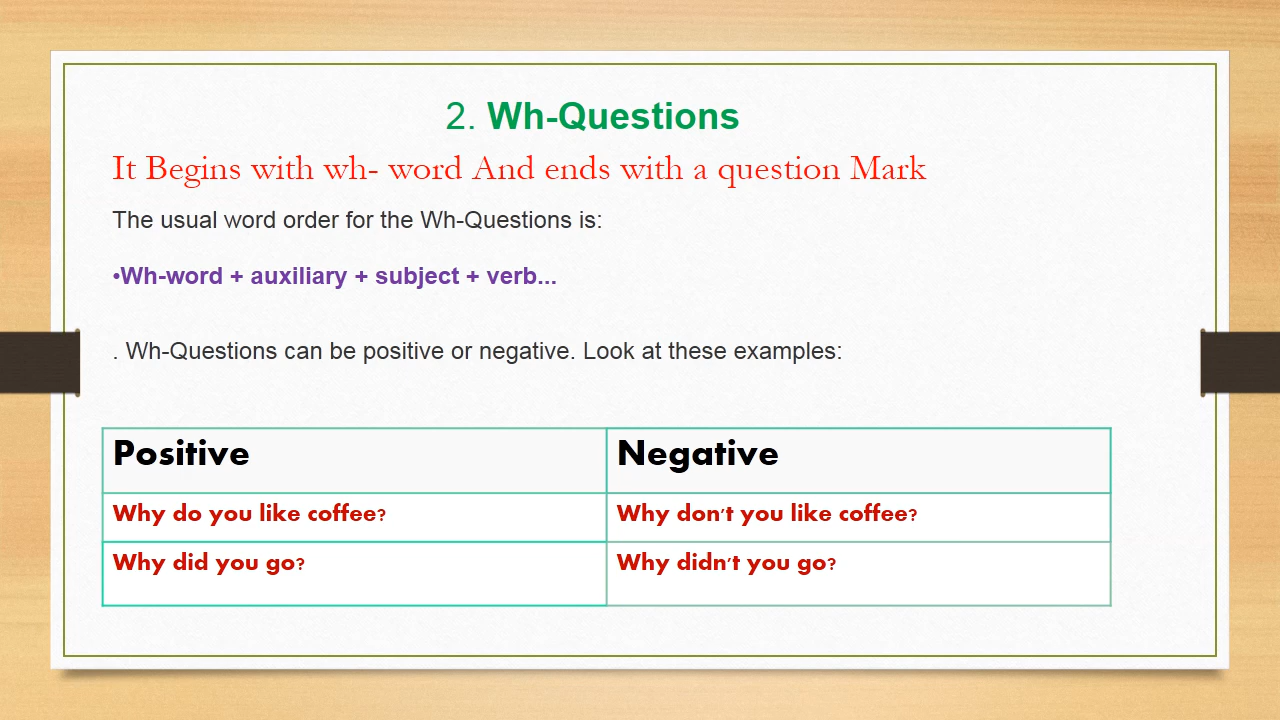 2. Wh-Questions
It Begins with wh- word And ends with a question Mark
The usual word order for the Wh-Questions is:
•Wh-word + auxiliary + subject + verb...
. Wh-Questions can be positive or negative. Look at these examples:
Positive Negative
Why do you like coffee? Why don't you like coffee?
Why did you go? Why didn't you go?